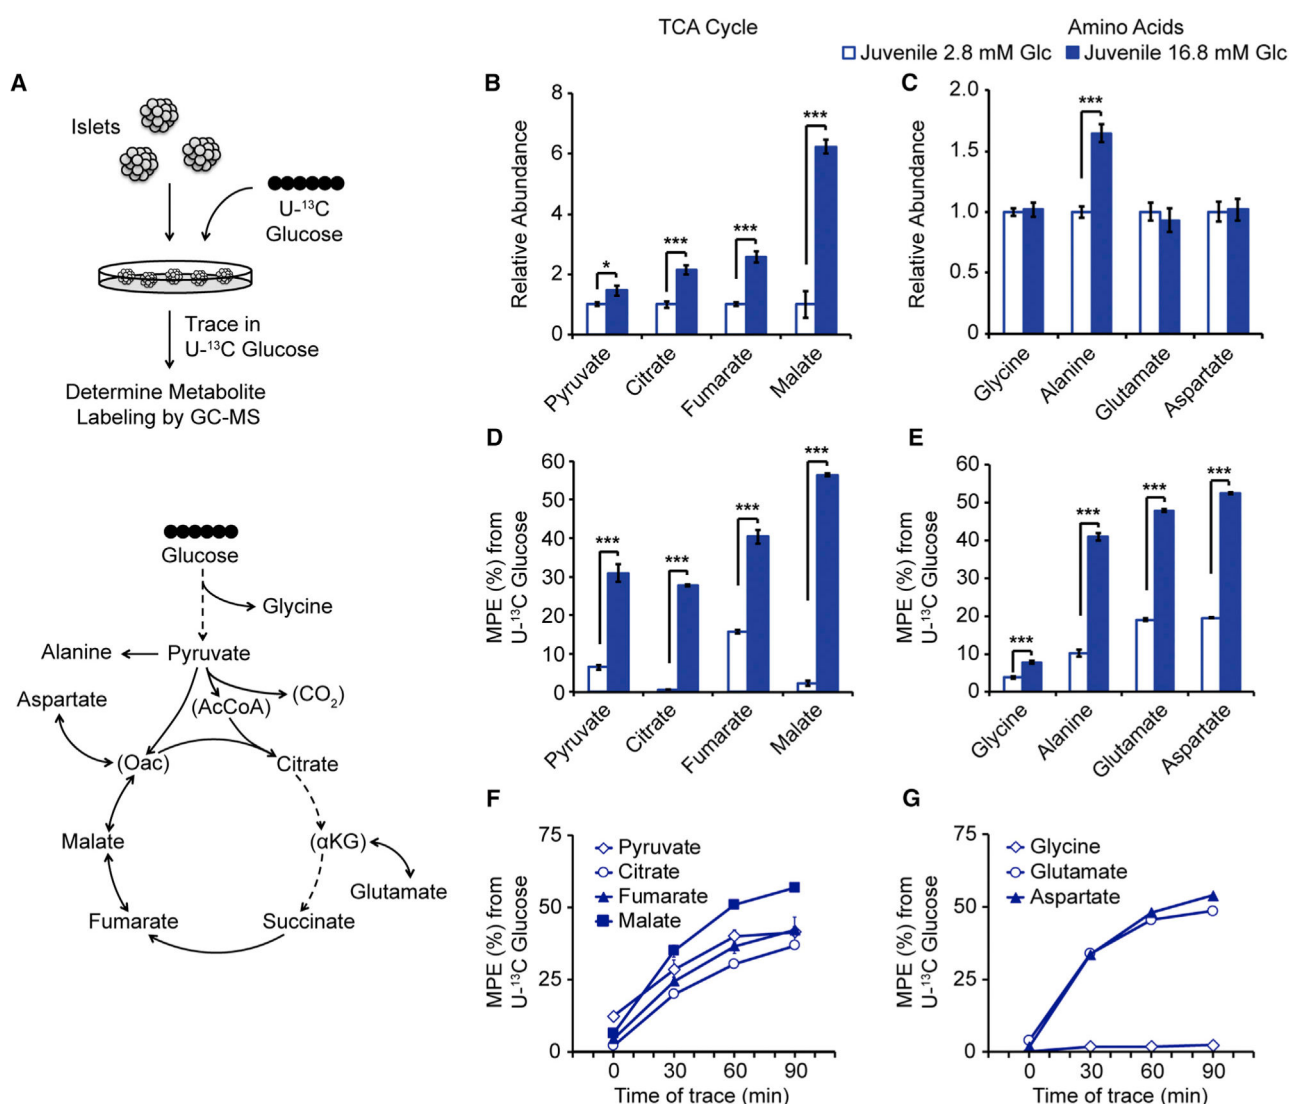 TCA Cycle
Amino Acids
Juvenile 2.8 mM Glc
Juvenile 16.8 mM Glc
A
Islets
U-¹³C
Glucose
Trace in
U-¹³C Glucose
Determine Metabolite
Labeling by GC-MS
Glucose
Glycine
Alanine
Pyruvate
Aspartate
(AcCoA)
(CO₂)
(Oac)
Citrate
Malate
(αKG)
Glutamate
Fumarate
Succinate
B
Relative Abundance
8
6
4
2
0
*
***
***
***
Pyruvate
Citrate
Fumarate
Malate
C
Relative Abundance
2.0
1.5
1.0
0.5
0
***
Glycine
Alanine
Glutamate
Aspartate
D
MPE (%) from
U-¹³C Glucose
60
50
40
30
20
10
0
***
***
***
***
Pyruvate
Citrate
Fumarate
Malate
E
MPE (%) from
U-¹³C Glucose
60
50
40
30
20
10
0
***
***
***
***
Glycine
Alanine
Glutamate
Aspartate
F
MPE (%) from
U-¹³C Glucose
75
50
25
0
Pyruvate
Citrate
Fumarate
Malate
0 30 60 90
Time of trace (min)
G
MPE (%) from
U-¹³C Glucose
75
50
25
0
Glycine
Glutamate
Aspartate
0 30 60 90
Time of trace (min)